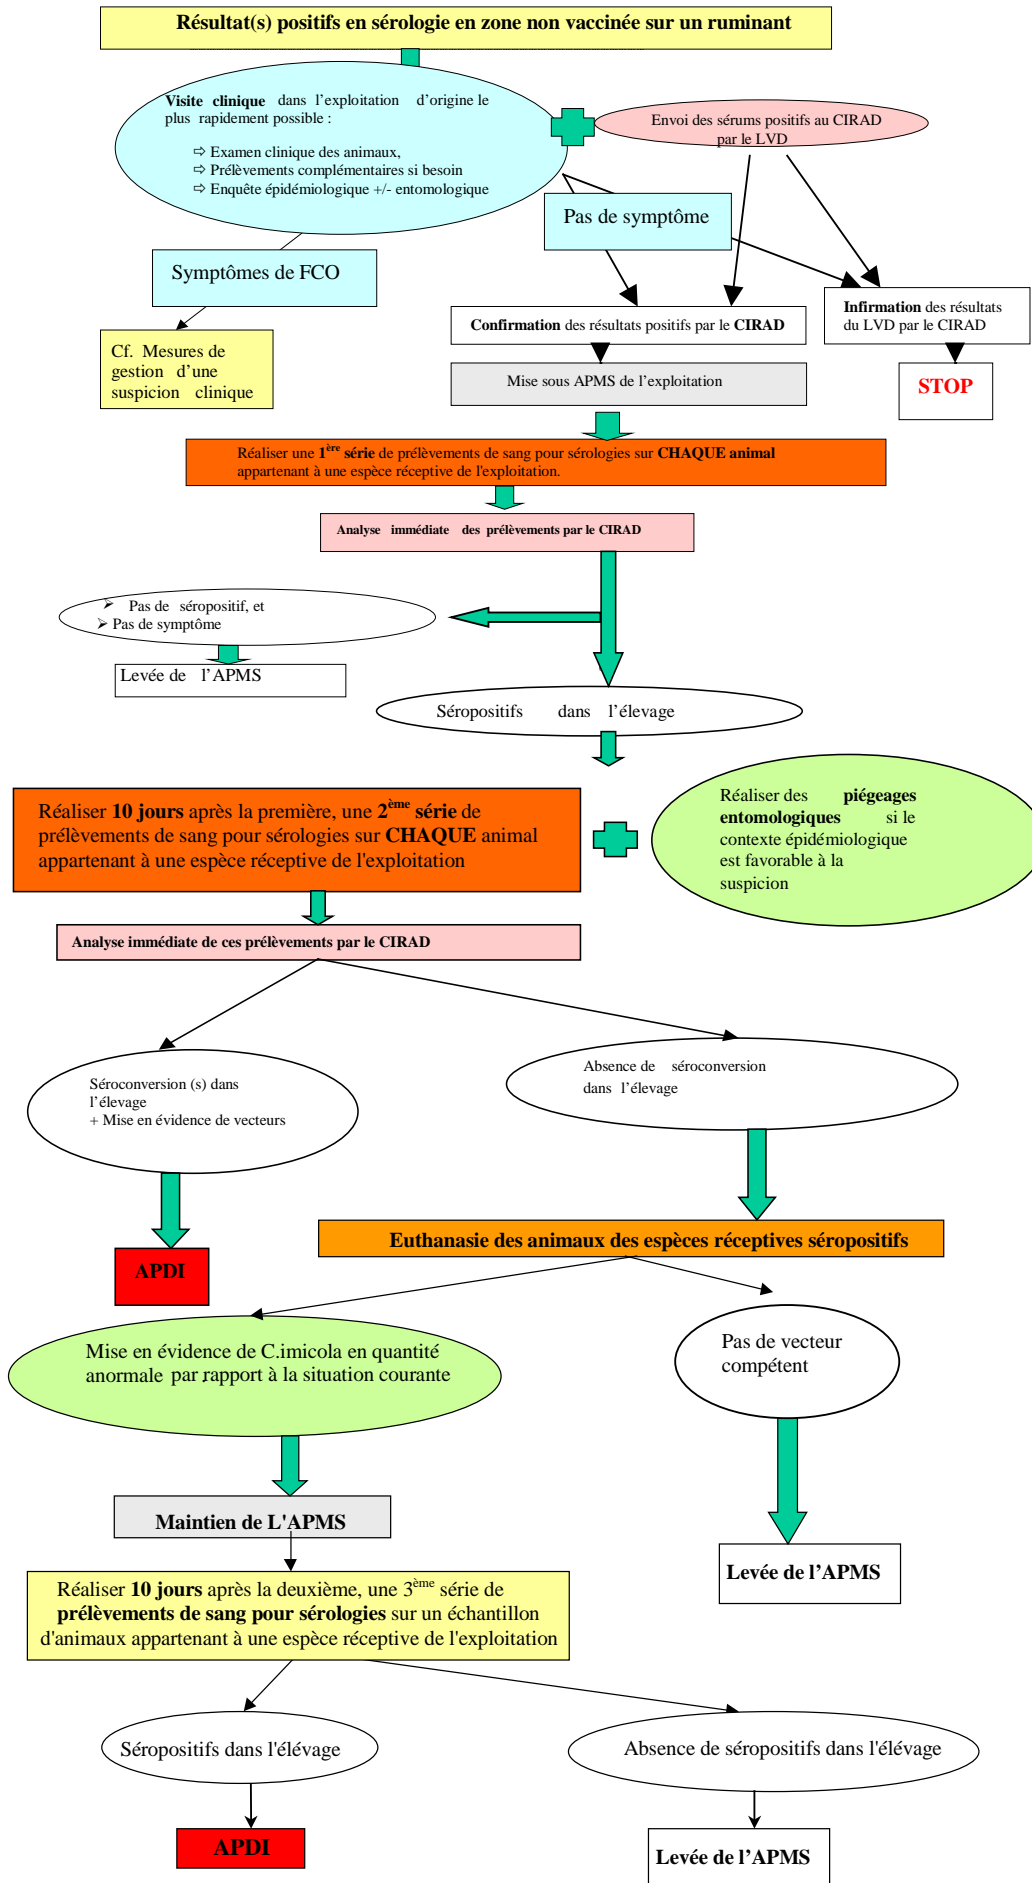 Résultat(s) positifs en sérologie en zone non vaccinée sur un ruminant
Visite clinique dans l'exploitation d'origine le
plus rapidement possible :
⇨ Examen clinique des animaux,
⇨ Prélèvements complémentaires si besoin
⇨ Enquête épidémiologique +/- entomologique
Envoi des sérums positifs au CIRAD
par le LVD
Pas de symptôme
Symptômes de FCO
Confirmation des résultats positifs par le CIRAD
Infirmation des résultats
du LVD par le CIRAD
Cf. Mesures de
gestion d'une
suspicion clinique
Mise sous APMS de l'exploitation
STOP
Réaliser une 1ère série de prélèvements de sang pour sérologies sur CHAQUE animal
appartenant à une espèce réceptive de l'exploitation.
Analyse immédiate des prélèvements par le CIRAD
➢ Pas de séropositif, et
➢ Pas de symptôme
Levée de l'APMS
Séropositifs dans l'élevage
Réaliser 10 jours après la première, une 2ème série de
prélèvements de sang pour sérologies sur CHAQUE animal
appartenant à une espèce réceptive de l'exploitation
Réaliser des piégeages
entomologiques si le
contexte épidémiologique
est favorable à la
suspicion
Analyse immédiate de ces prélèvements par le CIRAD
Séroconversion (s) dans
l'élevage
+ Mise en évidence de vecteurs
Absence de séroconversion
dans l'élevage
APDI
Euthanasie des animaux des espèces réceptives séropositifs
Mise en évidence de C.imicola en quantité
anormale par rapport à la situation courante
Pas de vecteur
compétent
Maintien de L'APMS
Levée de l'APMS
Réaliser 10 jours après la deuxième, une 3ème série de
prélèvements de sang pour sérologies sur un échantillon
d'animaux appartenant à une espèce réceptive de l'exploitation
Séropositifs dans l'élévage
Absence de séropositifs dans l'élévage
APDI
Levée de l'APMS